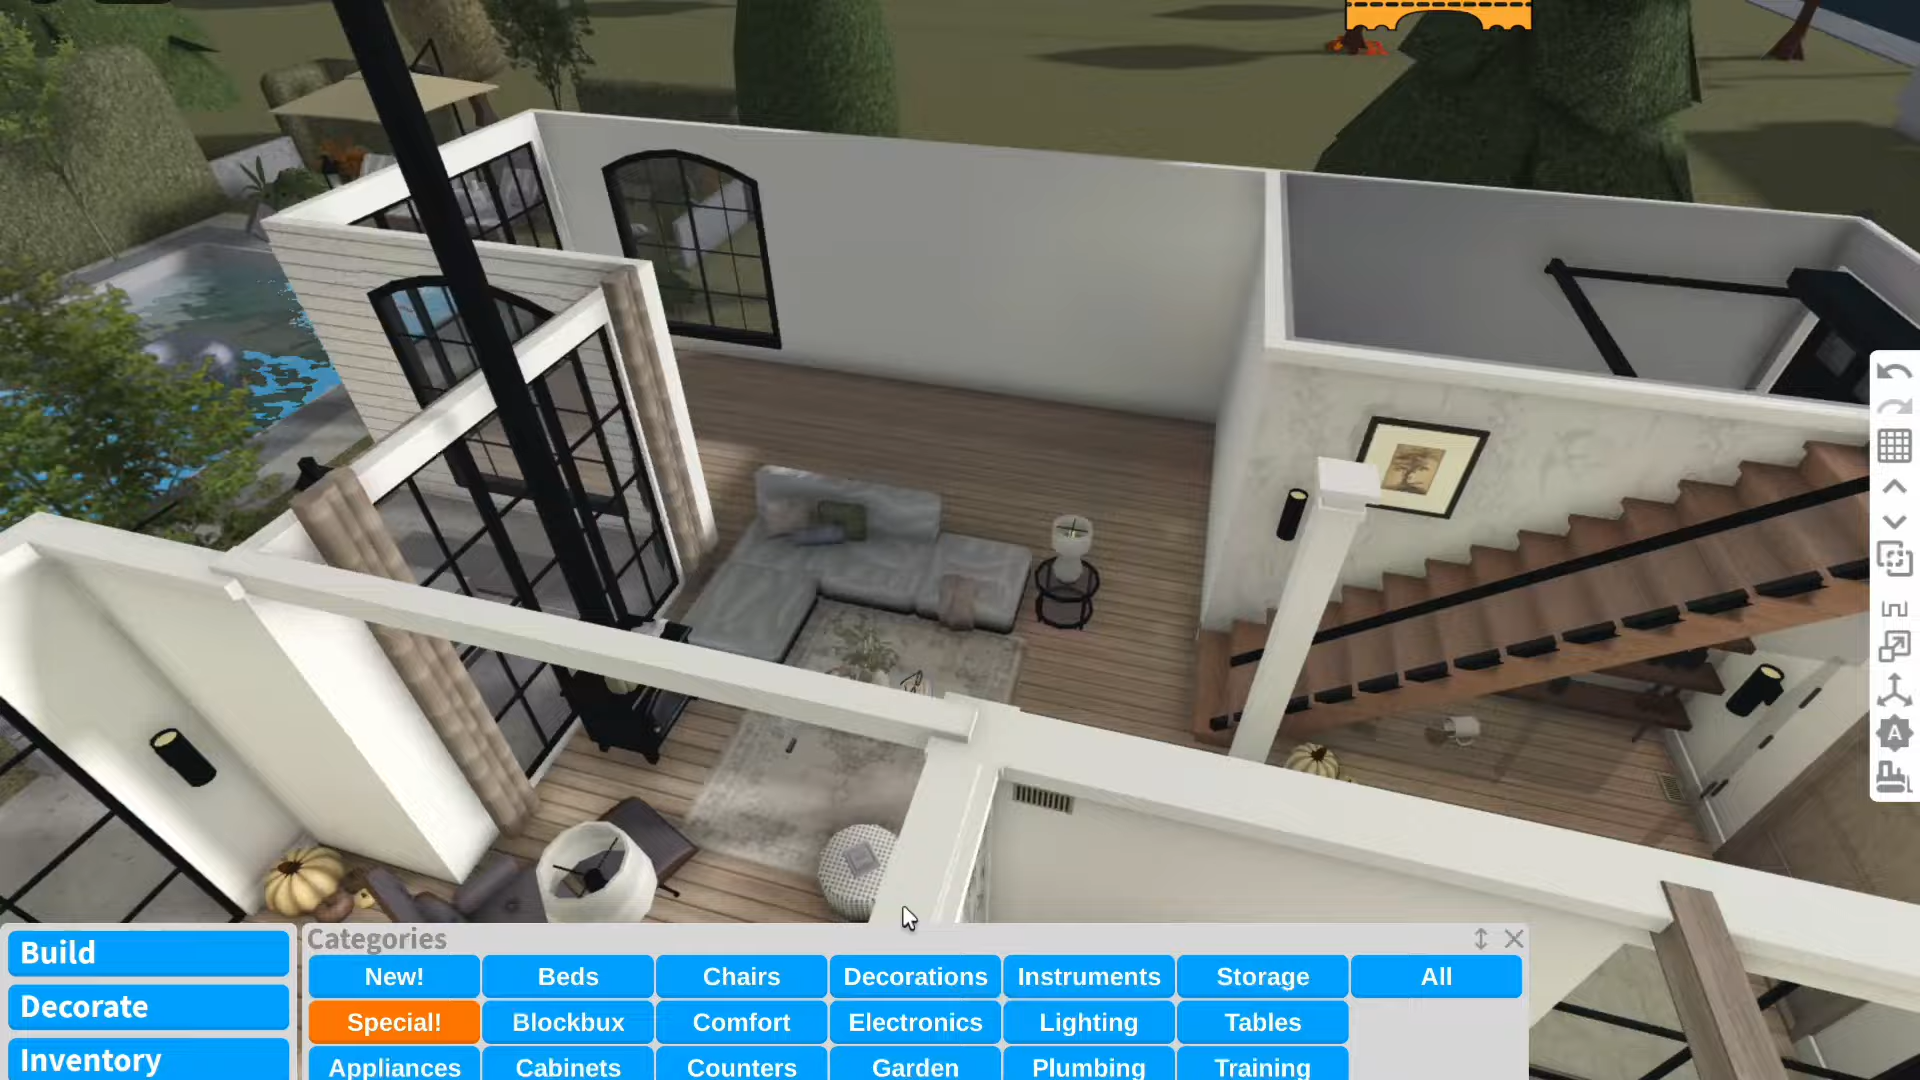 Build
Decorate
Inventory
Categories
New! Beds Chairs Decorations Instruments Storage All
Special! Blockbux Comfort Electronics Lighting Tables
Appliances Cabinets Counters Garden Plumbing Training
A